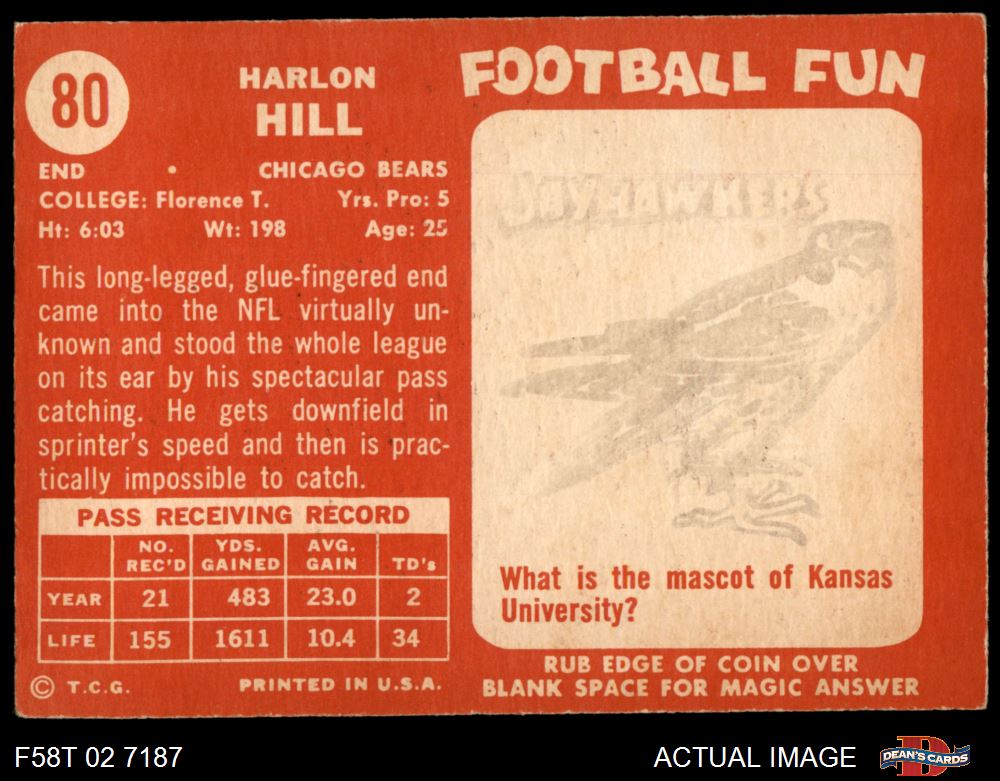 80
HARLON
HILL
END • CHICAGO BEARS
COLLEGE: Florence T. Yrs. Pro: 5
Ht: 6:03 Wt: 198 Age: 25
This long-legged, glue-fingered end
came into the NFL virtually un-
known and stood the whole league
on its ear by his spectacular pass
catching. He gets downfield in
sprinter's speed and then is prac-
tically impossible to catch.
PASS RECEIVING RECORD
NO. REC'D YDS. GAINED AVG. GAIN TD's
YEAR 21 483 23.0 2
LIFE 155 1611 10.4 34
© T.C.G. PRINTED IN U.S.A.
FOOTBALL FUN
JAYHAWKERS
What is the mascot of Kansas
University?
RUB EDGE OF COIN OVER
BLANK SPACE FOR MAGIC ANSWER
F58T 02 7187
ACTUAL IMAGE
D
DEAN'S CARDS